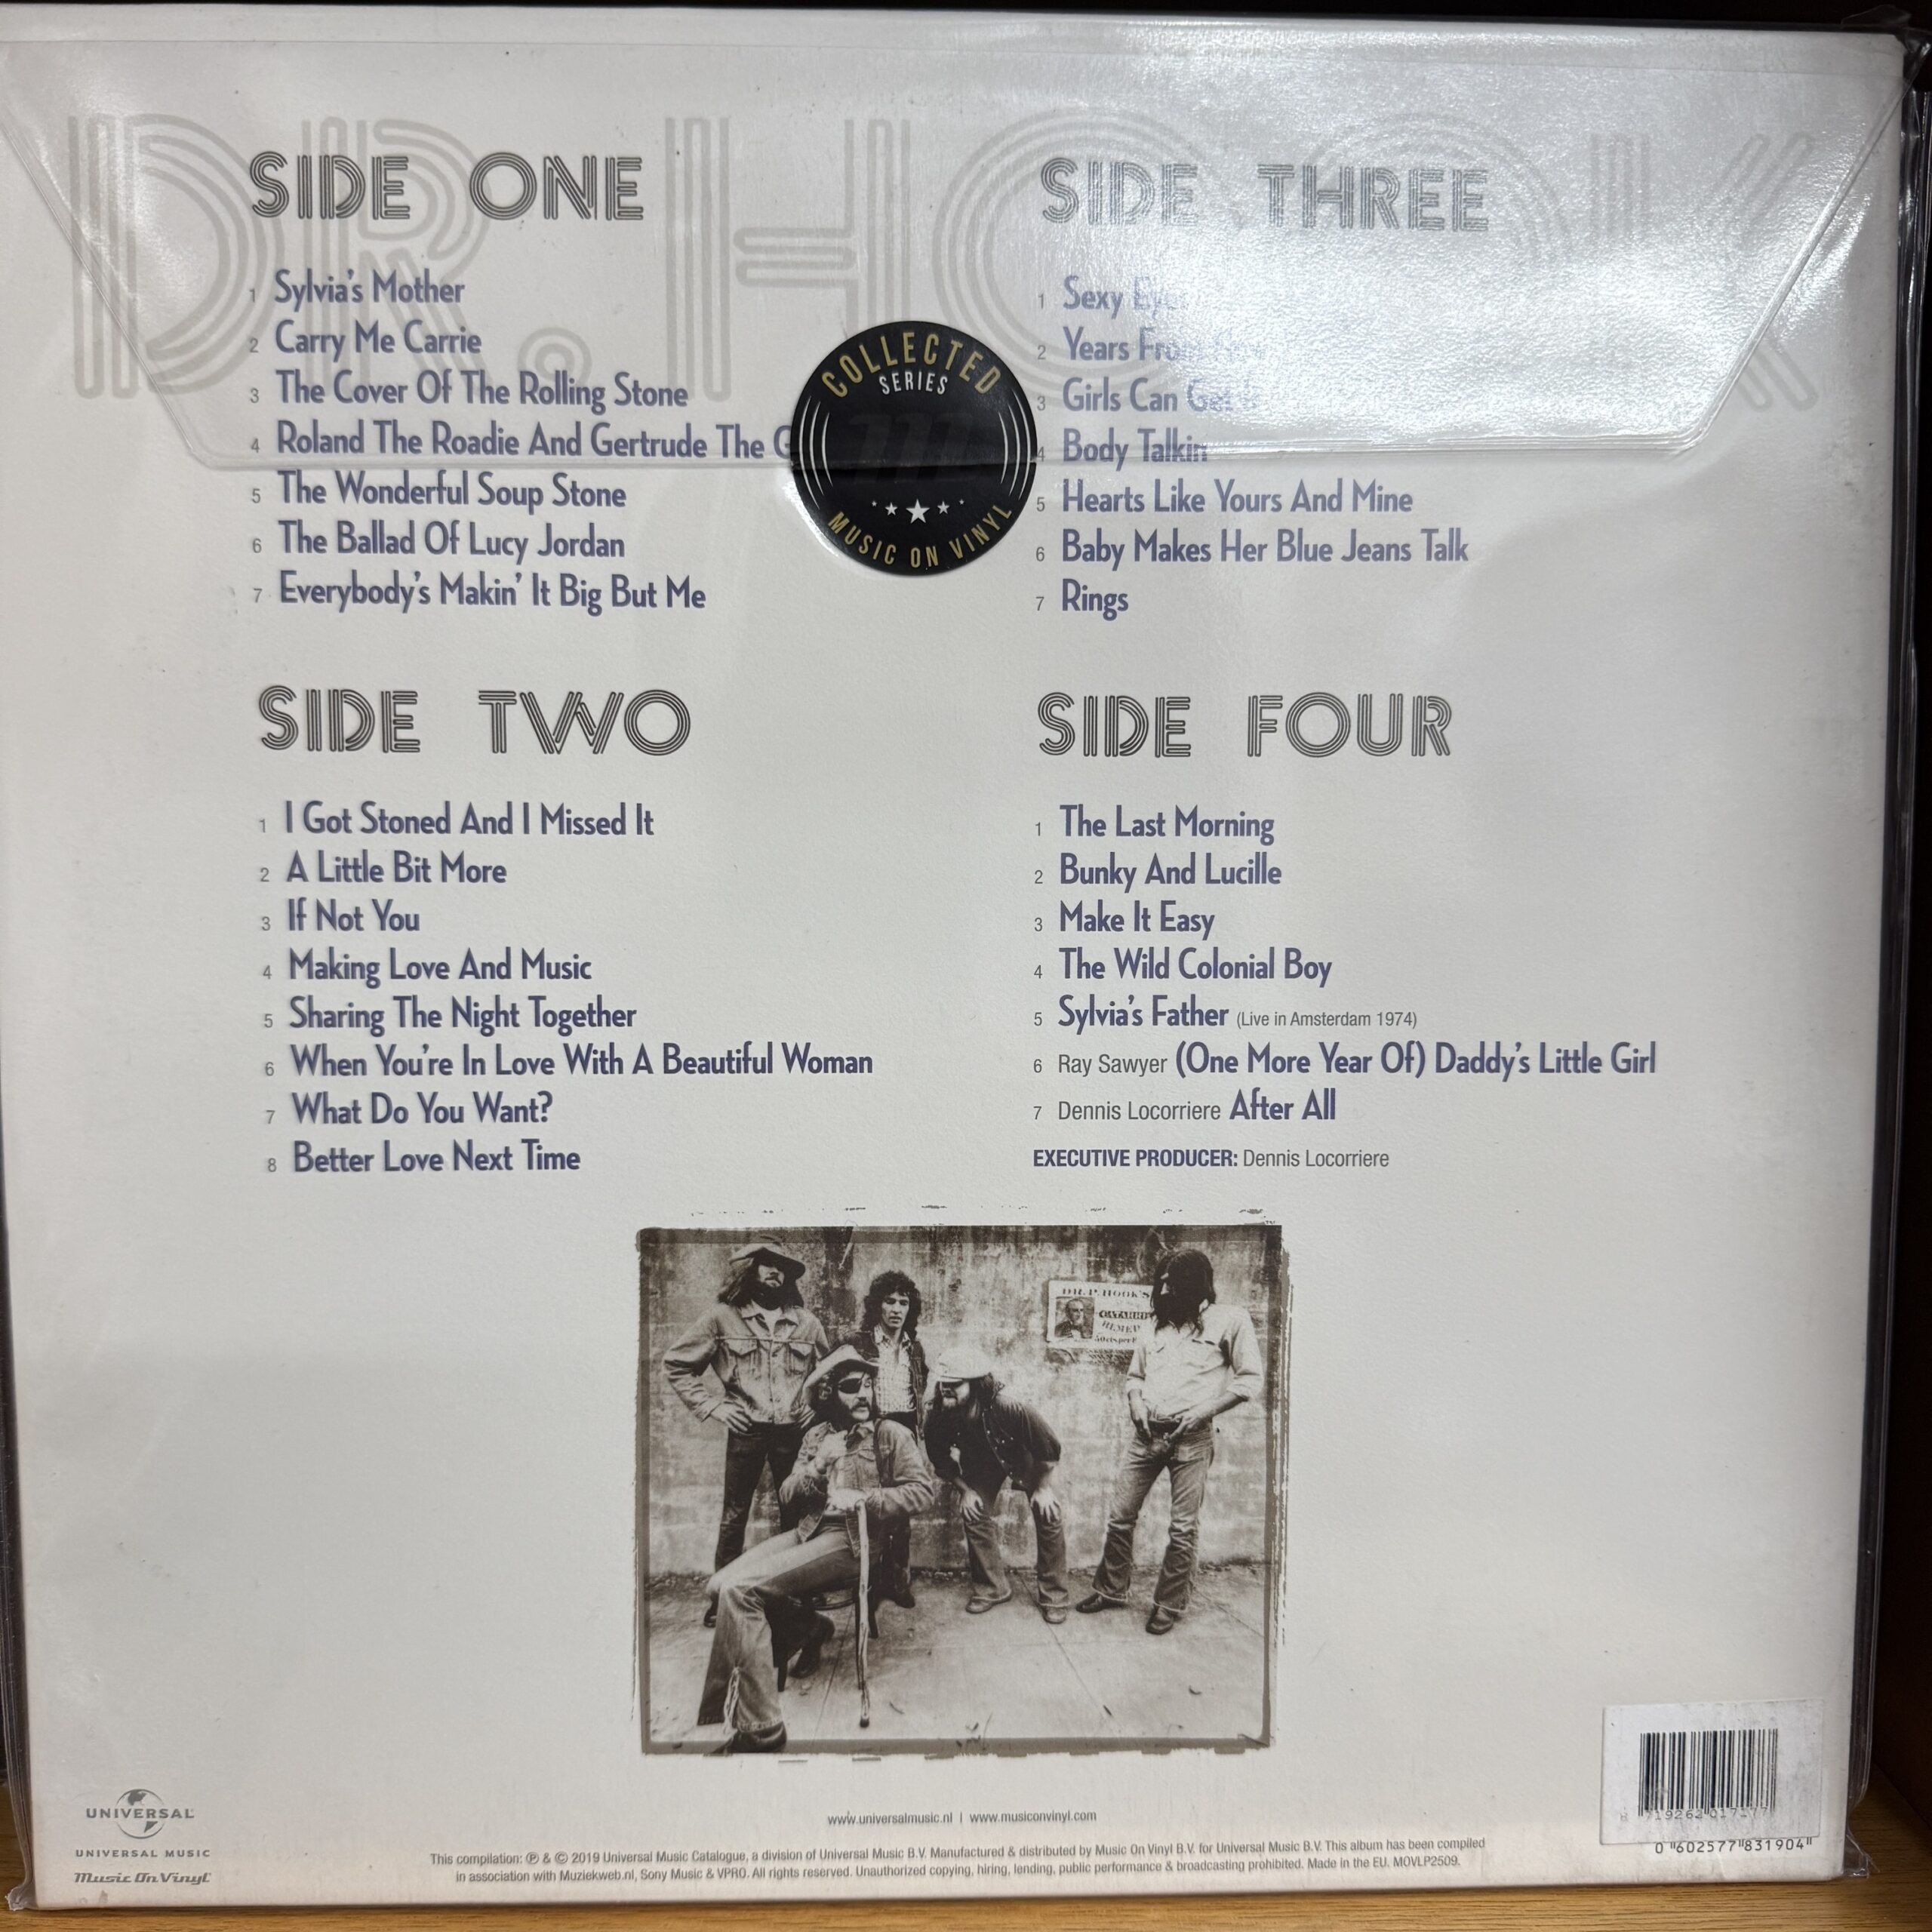 DR. HOOK
SIDE ONE
1 Sylvia's Mother
2 Carry Me Carrie
3 The Cover Of The Rolling Stone
4 Roland The Roadie And Gertrude The G
5 The Wonderful Soup Stone
6 The Ballad Of Lucy Jordan
7 Everybody's Makin' It Big But Me
COLLECTED
SERIES
MUSIC ON VINYL
SIDE THREE
1 Sexy Eyes
2 Years From Now
3 Girls Can Get
4 Body Talkin
5 Hearts Like Yours And Mine
6 Baby Makes Her Blue Jeans Talk
7 Rings
SIDE TWO
1 I Got Stoned And I Missed It
2 A Little Bit More
3 If Not You
4 Making Love And Music
5 Sharing The Night Together
6 When You're In Love With A Beautiful Woman
7 What Do You Want?
8 Better Love Next Time
SIDE FOUR
1 The Last Morning
2 Bunky And Lucille
3 Make It Easy
4 The Wild Colonial Boy
5 Sylvia's Father (Live in Amsterdam 1974)
6 Ray Sawyer (One More Year Of) Daddy's Little Girl
7 Dennis Locorriere After All
EXECUTIVE PRODUCER: Dennis Locorriere
DR. P. HOOK'S
UNIVERSAL
UNIVERSAL MUSIC
Music On Vinyl
www.universalmusic.nl | www.musiconvinyl.com
This compilation: Ⓟ & © 2019 Universal Music Catalogue, a division of Universal Music B.V. Manufactured & distributed by Music On Vinyl B.V. for Universal Music B.V. This album has been compiled
in association with Muziekweb.nl, Sony Music & VPRO. All rights reserved. Unauthorized copying, hiring, lending, public performance & broadcasting prohibited. Made in the EU. MOVLP2509.
0 602577 831904